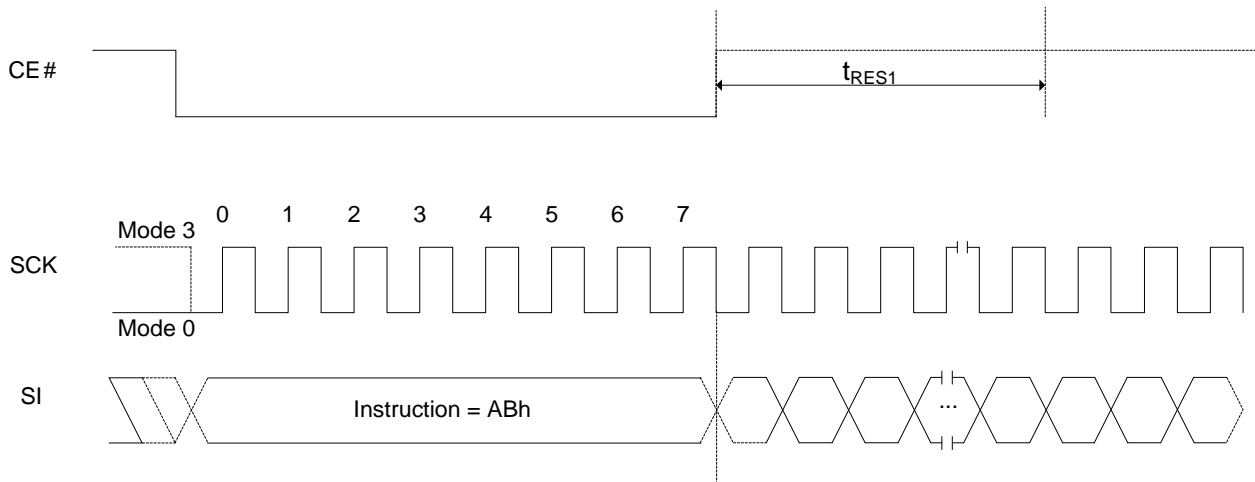 CE#
tRES1
0 1 2 3 4 5 6 7
Mode 3
SCK
Mode 0
SI
Instruction = ABh
...